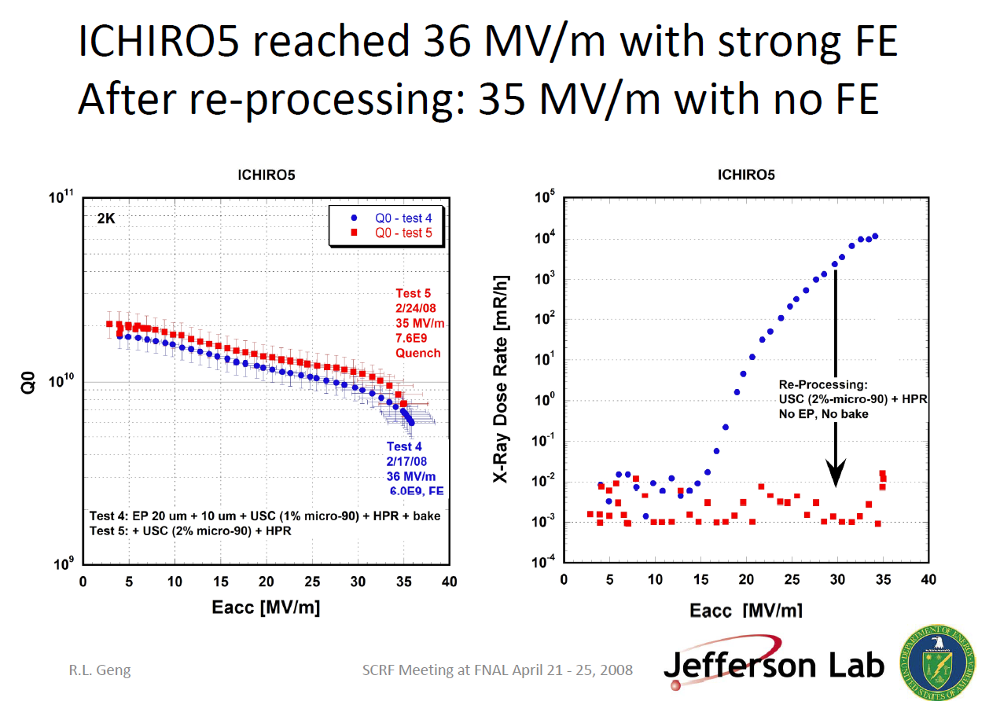 ICHIRO5 reached 36 MV/m with strong FE
After re-processing: 35 MV/m with no FE
ICHIRO5
10^11
10^10
10^9
Q0
2K
Q0 - test 4
Q0 - test 5
Test 5
2/24/08
35 MV/m
7.6E9
Quench
Test 4
2/17/08
36 MV/m
6.0E9, FE
Test 4: EP 20 um + 10 um + USC (1% micro-90) + HPR + bake
Test 5: + USC (2% micro-90) + HPR
0 5 10 15 20 25 30 35 40
Eacc [MV/m]
ICHIRO5
10^5
10^4
10^3
10^2
10^1
10^0
10^-1
10^-2
10^-3
10^-4
X-Ray Dose Rate [mR/h]
Re-Processing:
USC (2%-micro-90) + HPR
No EP, No bake
0 5 10 15 20 25 30 35 40
Eacc [MV/m]
R.L. Geng
SCRF Meeting at FNAL April 21 - 25, 2008
Jefferson Lab
DEPARTMENT OF ENERGY
UNITED STATES OF AMERICA